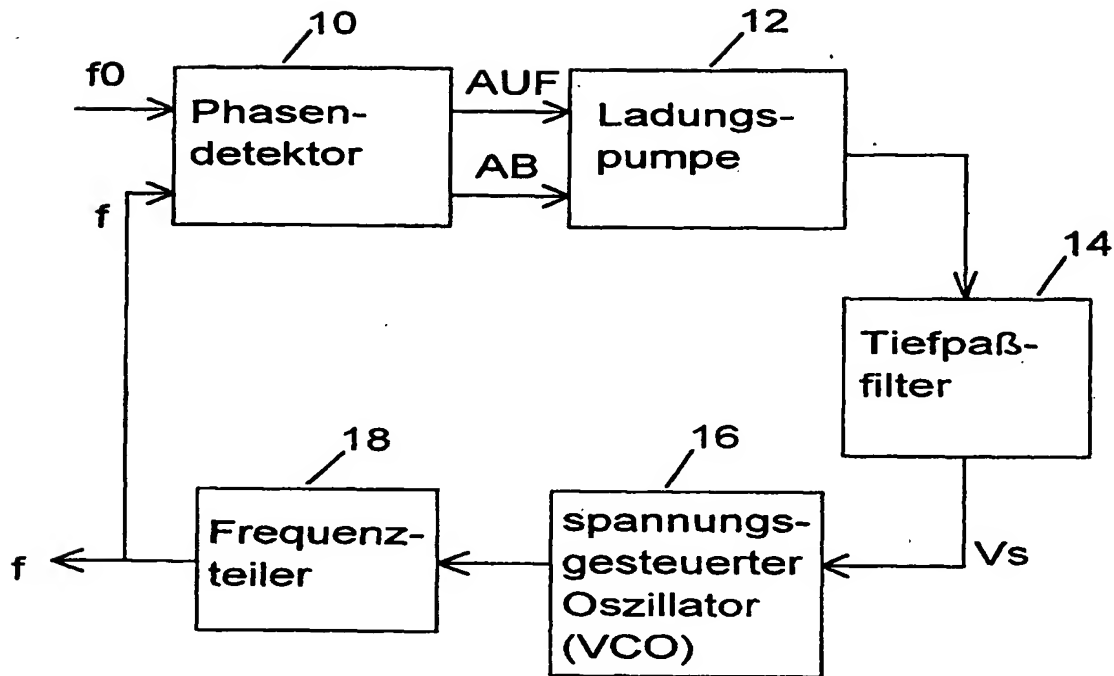 10
12
f0
AUF
Phasen-
detektor
Ladungs-
pumpe
AB
f
14
Tiefpaß-
filter
18
16
Frequenz-
teiler
spannungs-
gesteuerter
Oszillator
(VCO)
Vs
f